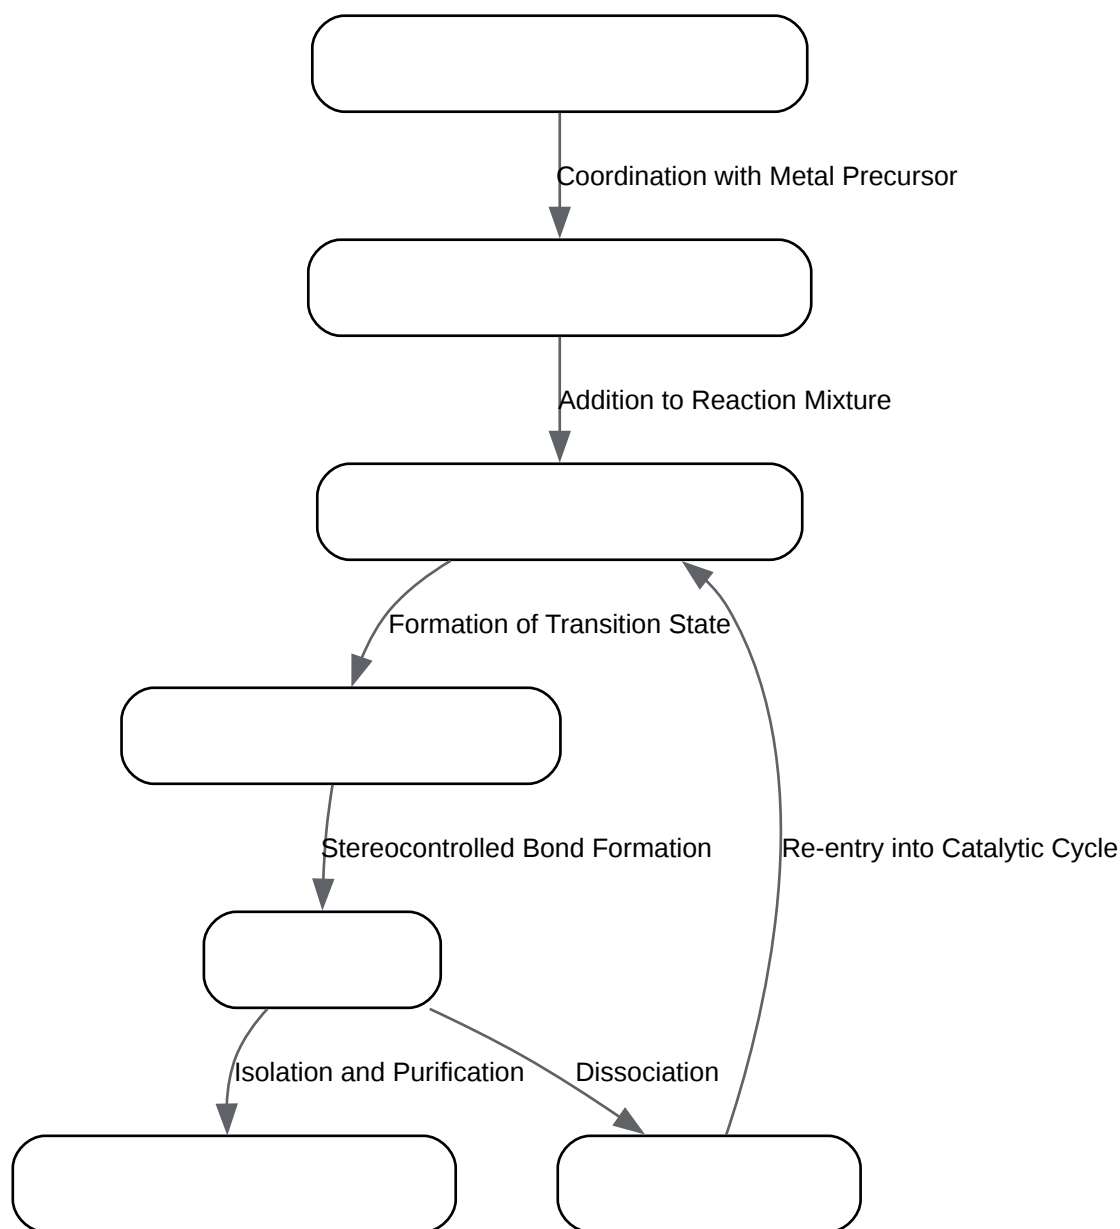 Coordination with Metal Precursor
Addition to Reaction Mixture
Formation of Transition State
Stereocontrolled Bond Formation
Re-entry into Catalytic Cycle
Isolation and Purification
Dissociation